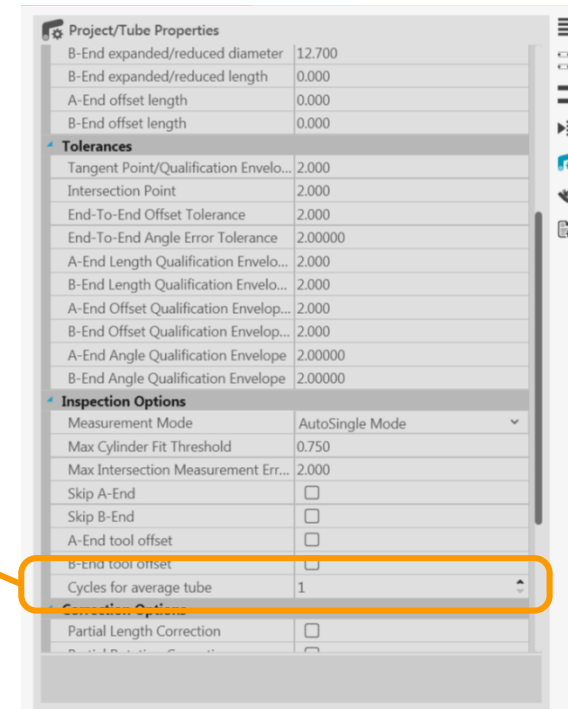 Project/Tube Properties
B-End expanded/reduced diameter 12.700
B-End expanded/reduced length 0.000
A-End offset length 0.000
B-End offset length 0.000
Tolerances
Tangent Point/Qualification Envelo... 2.000
Intersection Point 2.000
End-To-End Offset Tolerance 2.000
End-To-End Angle Error Tolerance 2.00000
A-End Length Qualification Envelo... 2.000
B-End Length Qualification Envelo... 2.000
A-End Offset Qualification Envelop... 2.000
B-End Offset Qualification Envelop... 2.000
A-End Angle Qualification Envelope 2.00000
B-End Angle Qualification Envelope 2.00000
Inspection Options
Measurement Mode AutoSingle Mode
Max Cylinder Fit Threshold 0.750
Max Intersection Measurement Err... 2.000
Skip A-End
Skip B-End
A-End tool offset
B-End tool offset
Cycles for average tube 1
Correction Options
Partial Length Correction